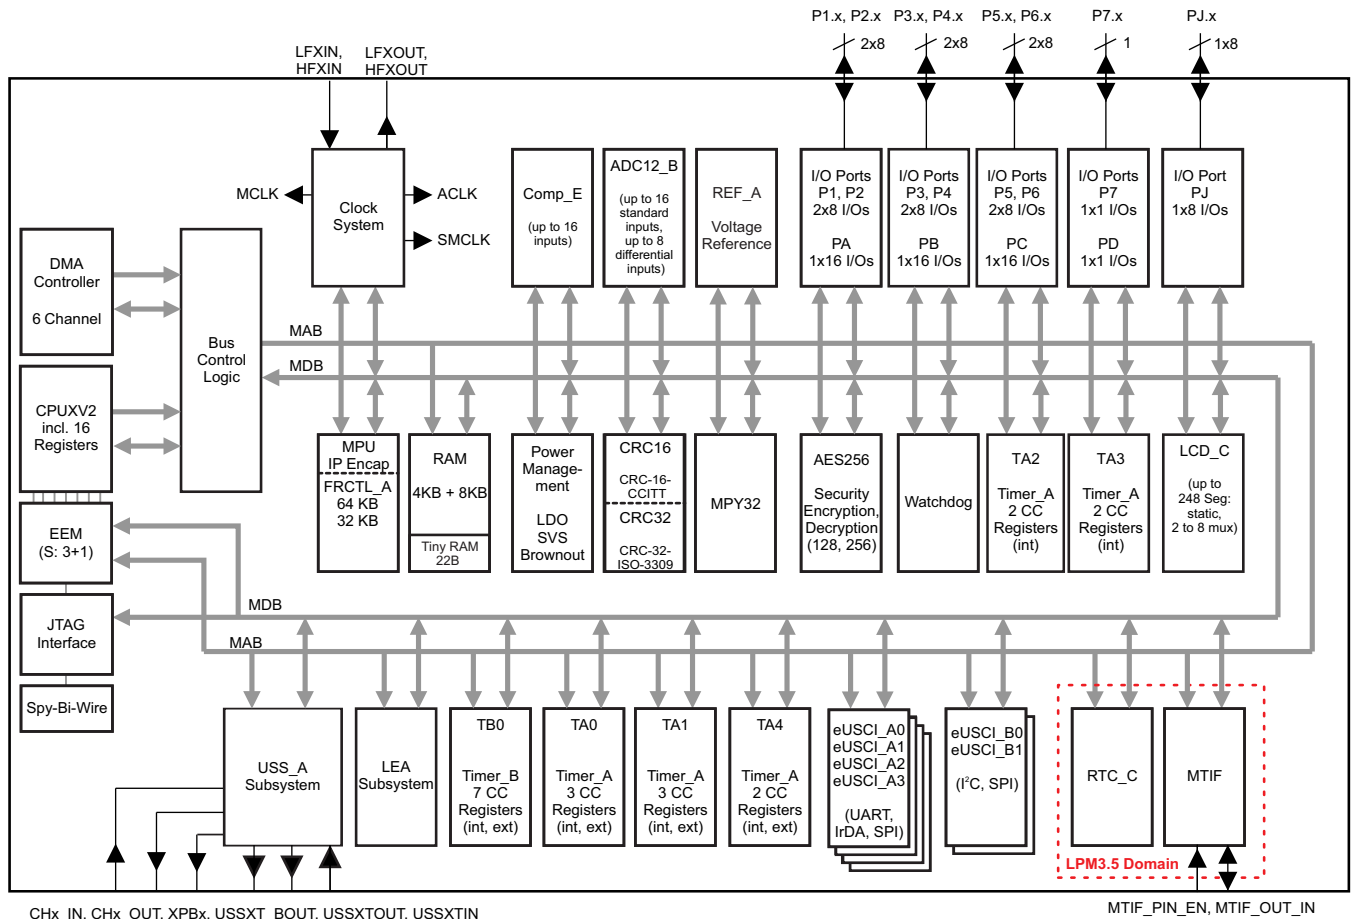 P1.x, P2.x
P3.x, P4.x
P5.x, P6.x
P7.x
PJ.x
2x8
2x8
2x8
1
1x8
LFXIN,
HFXIN
LFXOUT,
HFXOUT
MCLK
Clock
System
ACLK
SMCLK
Comp_E
(up to 16
inputs)
ADC12_B
(up to 16
standard
inputs,
up to 8
differential
inputs)
REF_A
Voltage
Reference
I/O Ports
P1, P2
2x8 I/Os
PA
1x16 I/Os
I/O Ports
P3, P4
2x8 I/Os
PB
1x16 I/Os
I/O Ports
P5, P6
2x8 I/Os
PC
1x16 I/Os
I/O Ports
P7
1x1 I/Os
PD
1x1 I/Os
I/O Port
PJ
1x8 I/Os
DMA
Controller
6 Channel
Bus
Control
Logic
MAB
MDB
CPUXV2
incl. 16
Registers
MPU
IP Encap
FRCTL_A
64 KB
32 KB
RAM
4KB + 8KB
Tiny RAM
22B
Power
Manage-
ment
LDO
SVS
Brownout
CRC16
CRC-16-
CCITT
CRC32
CRC-32-
ISO-3309
MPY32
AES256
Security
Encryption,
Decryption
(128, 256)
Watchdog
TA2
Timer_A
2 CC
Registers
(int)
TA3
Timer_A
2 CC
Registers
(int)
LCD_C
(up to
248 Seg:
static,
2 to 8 mux)
EEM
(S: 3+1)
MDB
JTAG
Interface
MAB
Spy-Bi-Wire
USS_A
Subsystem
LEA
Subsystem
TB0
Timer_B
7 CC
Registers
(int, ext)
TA0
Timer_A
3 CC
Registers
(int, ext)
TA1
Timer_A
3 CC
Registers
(int, ext)
TA4
Timer_A
2 CC
Registers
(int, ext)
eUSCI_A0
eUSCI_A1
eUSCI_A2
eUSCI_A3
(UART,
IrDA, SPI)
eUSCI_B0
eUSCI_B1
(I²C, SPI)
RTC_C
MTIF
LPM3.5 Domain
CHx_IN, CHx_OUT, XPBx, USSXT_BOUT, USSXTOUT, USSXTIN
MTIF_PIN_EN, MTIF_OUT_IN